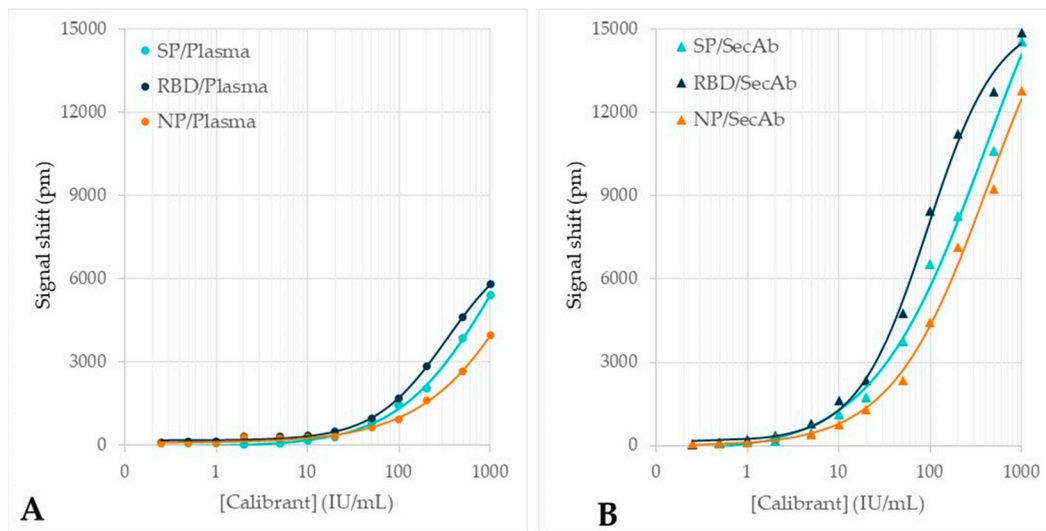 15000
12000
9000
6000
3000
0
Signal shift (pm)
SP/Plasma
RBD/Plasma
NP/Plasma
0 1 10 100 1000
[Calibrant] (IU/mL)
A
15000
12000
9000
6000
3000
0
Signal shift (pm)
SP/SecAb
RBD/SecAb
NP/SecAb
0 1 10 100 1000
[Calibrant] (IU/mL)
B